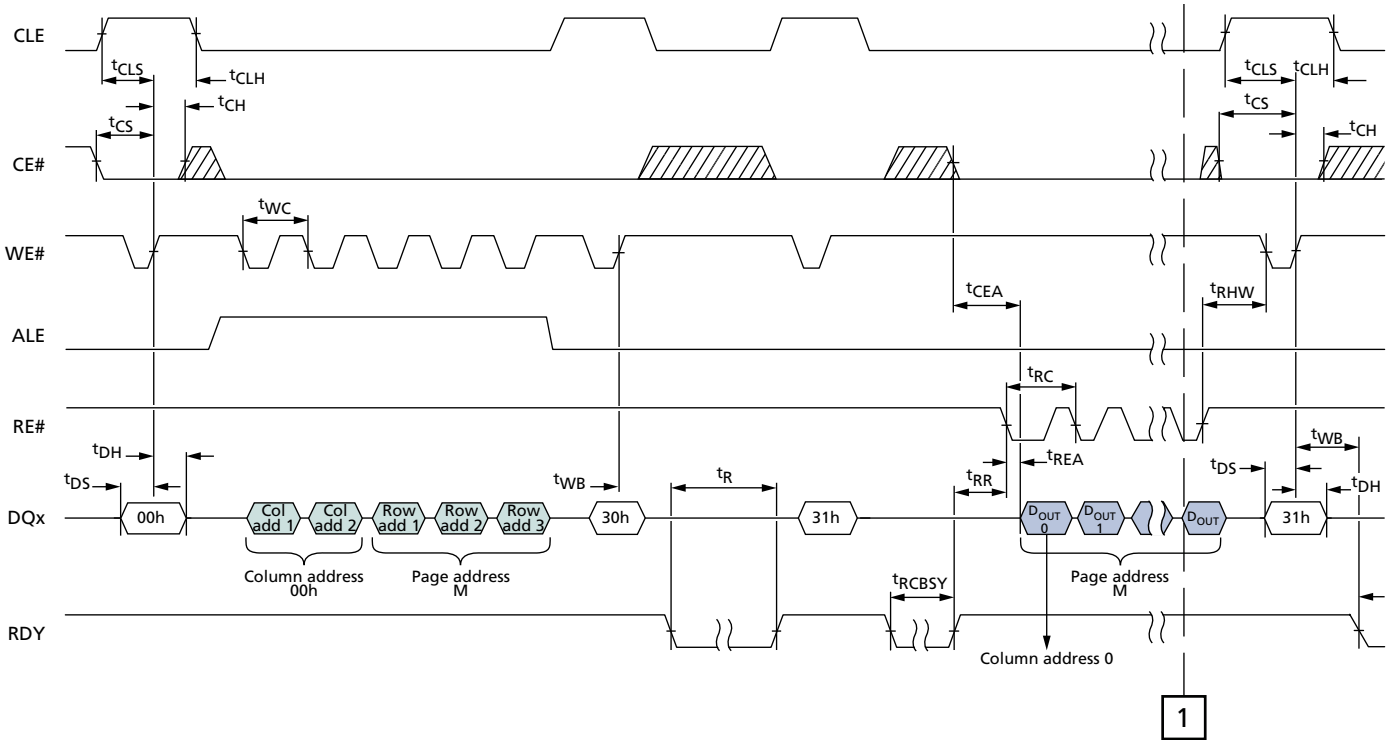 CLE
tCLS
tCLH
tCH
tCS
tCLS
tCLH
tCS
tCH
CE#
tWC
WE#
tCEA
tRHW
ALE
tRC
RE#
tDH
tREA
tWB
tDS
tWB
tR
tRR
tDS
tDH
DQx
00h
Col add 1
Col add 2
Row add 1
Row add 2
Row add 3
30h
31h
DOUT 0
DOUT 1
DOUT
31h
Column address 00h
Page address M
tRCBSY
Page address M
RDY
Column address 0
1